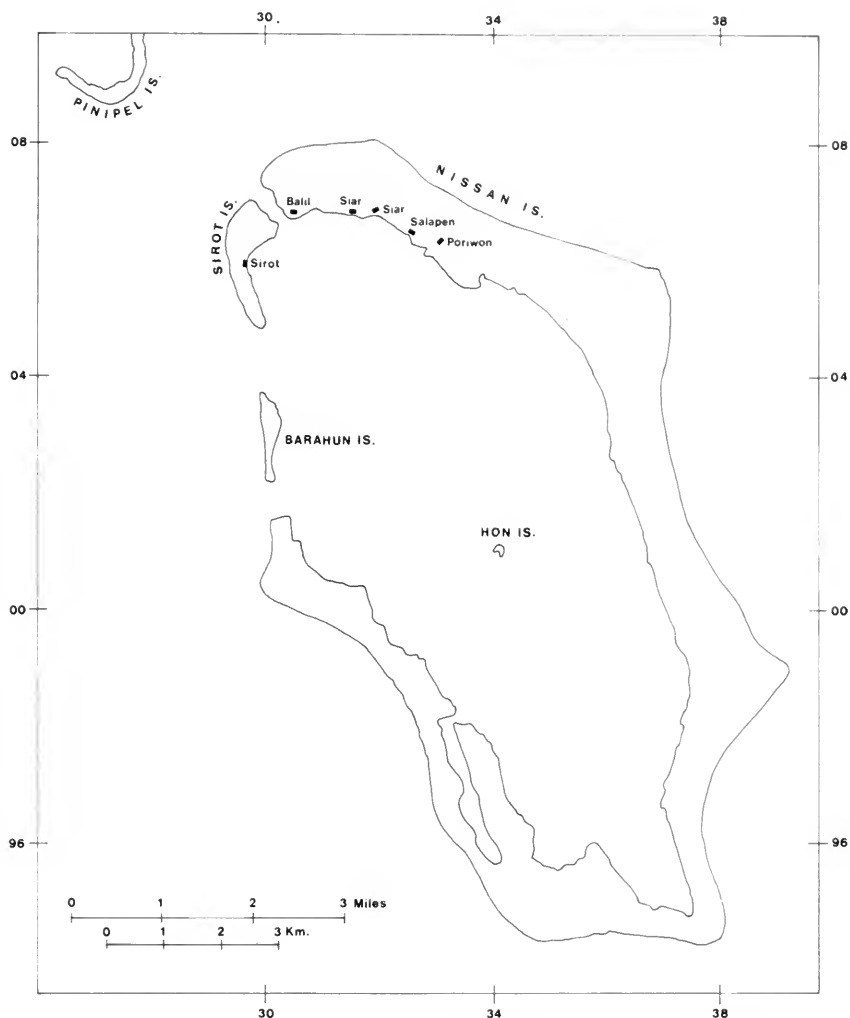 30.
34
38
PINIPEL IS.
08
08
NISSAN IS.
Balil
Siar
Siar
SIROT IS.
Salapen
Poriwon
Sirot
04
04
BARAHUN IS.
HON IS.
00
00
96
96
0 1 2 3 Miles
0 1 2 3 Km.
30
34
38